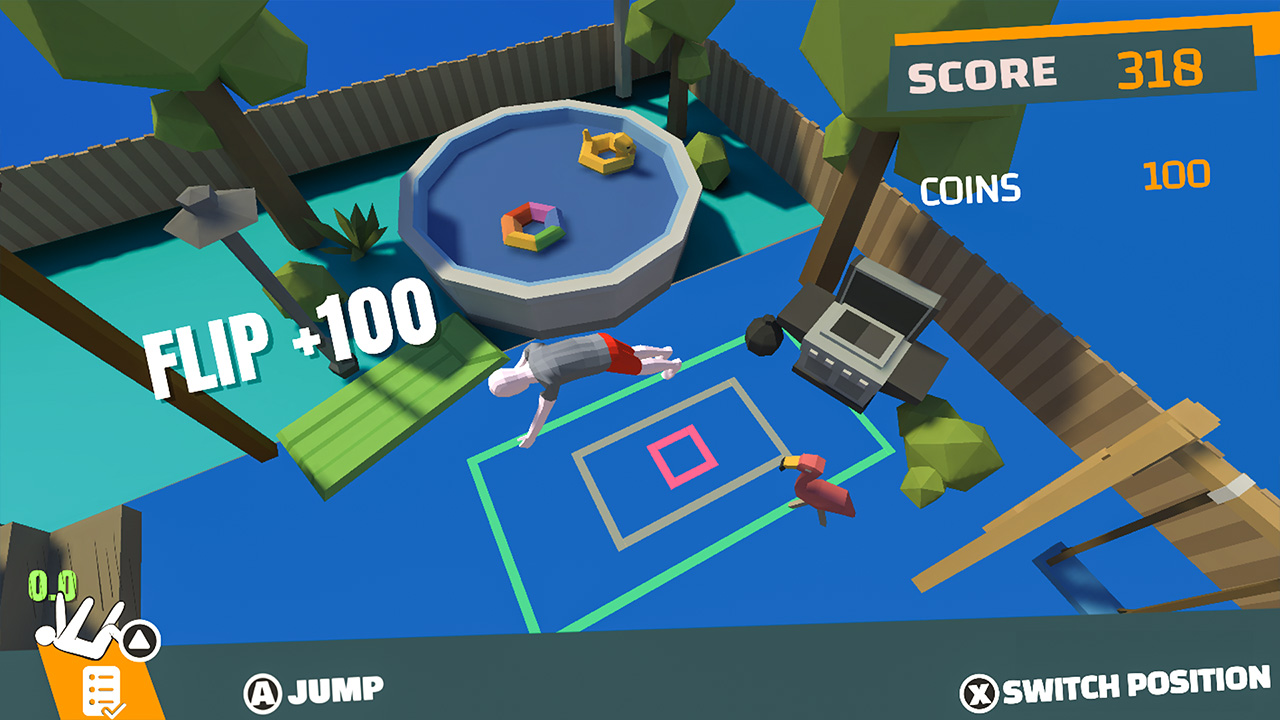 SCORE 318
COINS 100
FLIP +100
0.0
A JUMP
X SWITCH POSITION